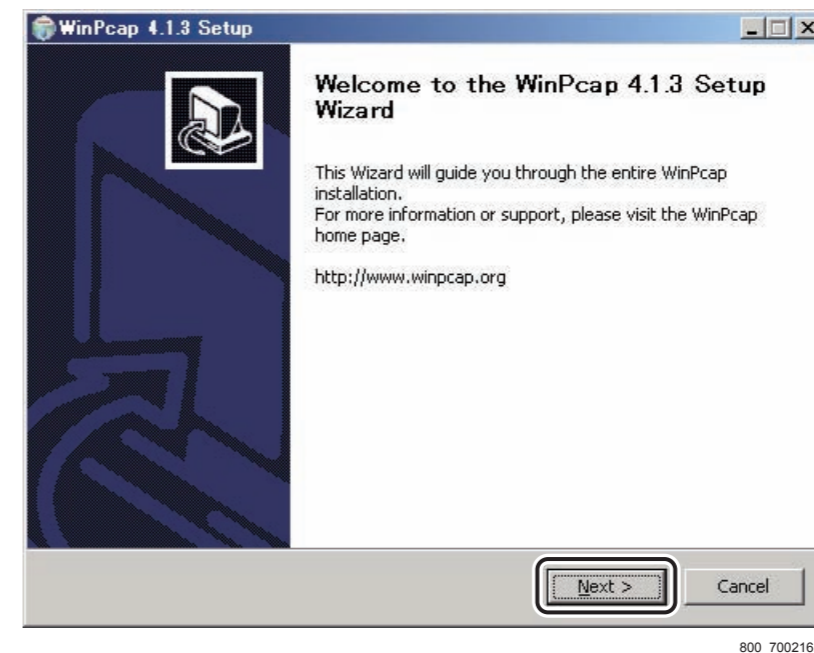 WinPcap 4.1.3 Setup
Welcome to the WinPcap 4.1.3 Setup
Wizard
This Wizard will guide you through the entire WinPcap
installation.
For more information or support, please visit the WinPcap
home page.
http://www.winpcap.org
Next >
Cancel
800_700216